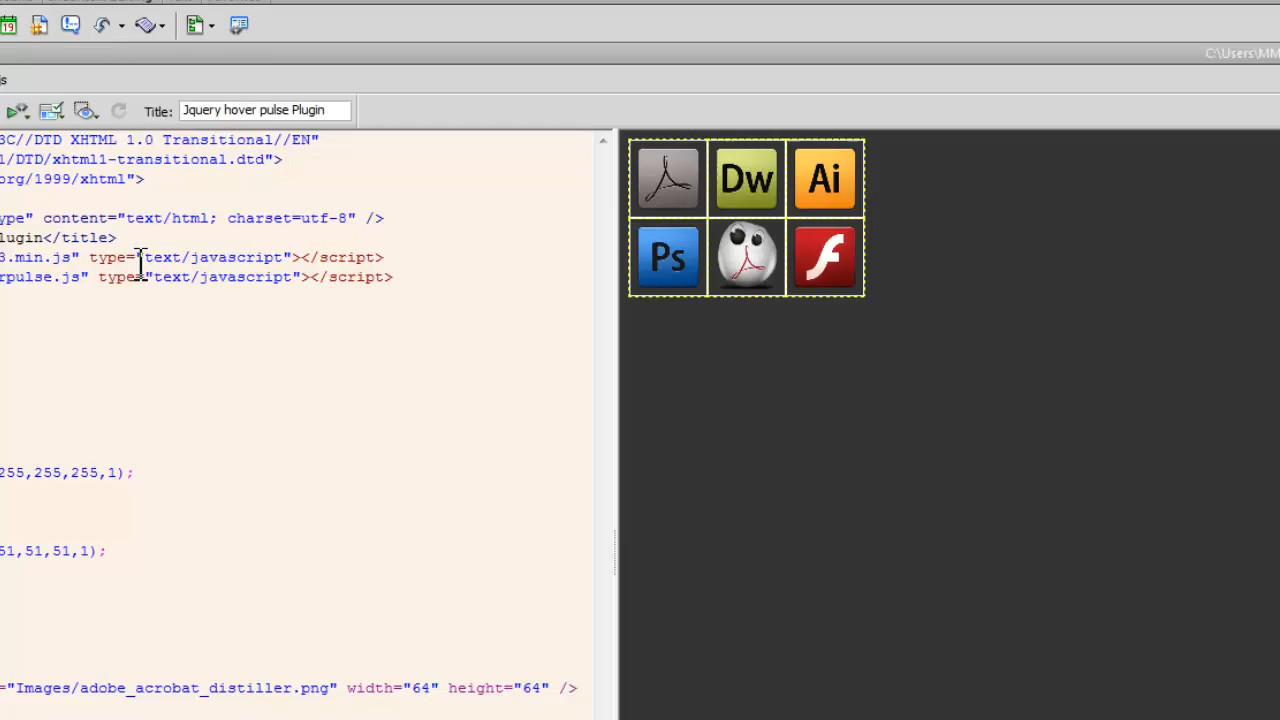 19
C:\Users\MM
js
Title: Jquery hover pulse Plugin
3C//DTD XHTML 1.0 Transitional//EN"
1/DTD/xhtml1-transitional.dtd">
org/1999/xhtml">
ype" content="text/html; charset=utf-8" />
lugin</title>
3.min.js" type="text/javascript"></script>
rpulse.js" type="text/javascript"></script>
255,255,255,1);
51,51,51,1);
="Images/adobe_acrobat_distiller.png" width="64" height="64" />
Dw
Ai
Ps